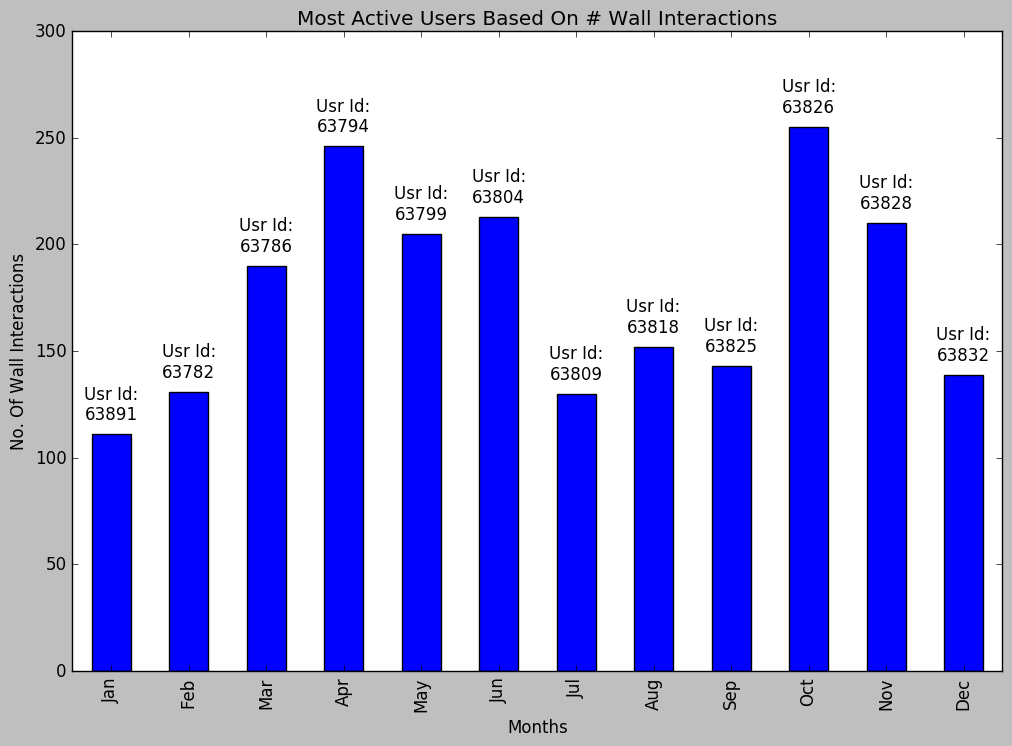 Most Active Users Based On # Wall Interactions
No. Of Wall Interactions
300
250
200
150
100
50
0
Usr Id:
63891
Usr Id:
63782
Usr Id:
63786
Usr Id:
63794
Usr Id:
63799
Usr Id:
63804
Usr Id:
63809
Usr Id:
63818
Usr Id:
63825
Usr Id:
63826
Usr Id:
63828
Usr Id:
63832
Jan
Feb
Mar
Apr
May
Jun
Jul
Aug
Sep
Oct
Nov
Dec
Months